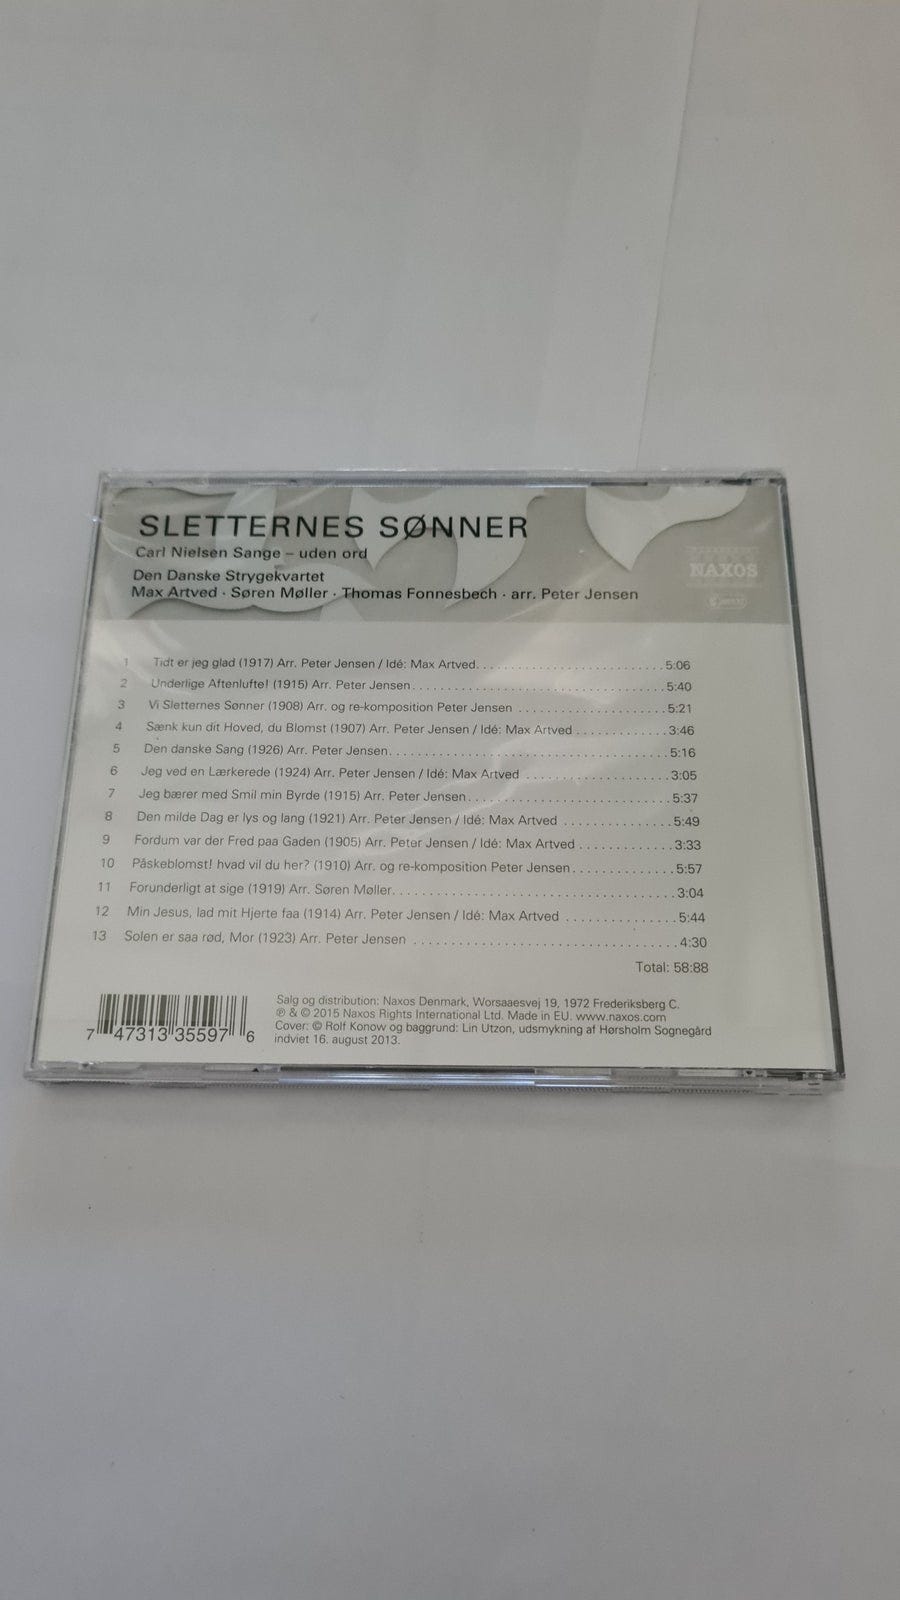 SLETTERNES SØNNER
Carl Nielsen Sange – uden ord
Den Danske Strygekvartet
Max Artved · Søren Møller · Thomas Fonnesbech · arr. Peter Jensen
NAXOS
1 Tidt er jeg glad (1917) Arr. Peter Jensen / Idé: Max Artved. 5:06
2 Underlige Aftenlufte! (1915) Arr. Peter Jensen 5:40
3 Vi Sletternes Sønner (1908) Arr. og re-komposition Peter Jensen 5:21
4 Sænk kun dit Hoved, du Blomst (1907) Arr. Peter Jensen / Idé: Max Artved 3:46
5 Den danske Sang (1926) Arr. Peter Jensen 5:16
6 Jeg ved en Lærkerede (1924) Arr. Peter Jensen / Idé: Max Artved 3:05
7 Jeg bærer med Smil min Byrde (1915) Arr. Peter Jensen 5:37
8 Den milde Dag er lys og lang (1921) Arr. Peter Jensen / Idé: Max Artved 5:49
9 Fordum var der Fred paa Gaden (1905) Arr. Peter Jensen / Idé: Max Artved 3:33
10 Påskeblomst! hvad vil du her? (1910) Arr. og re-komposition Peter Jensen 5:57
11 Forunderligt at sige (1919) Arr. Søren Møller 3:04
12 Min Jesus, lad mit Hjerte faa (1914) Arr. Peter Jensen / Idé: Max Artved 5:44
13 Solen er saa rød, Mor (1923) Arr. Peter Jensen 4:30
Total: 58:88
7 47313 35597 6
Salg og distribution: Naxos Denmark, Worsaaesvej 19, 1972 Frederiksberg C.
℗ & © 2015 Naxos Rights International Ltd. Made in EU. www.naxos.com
Cover: © Rolf Konow og baggrund: Lin Utzon, udsmykning af Hørsholm Sognegård
indviet 16. august 2013.